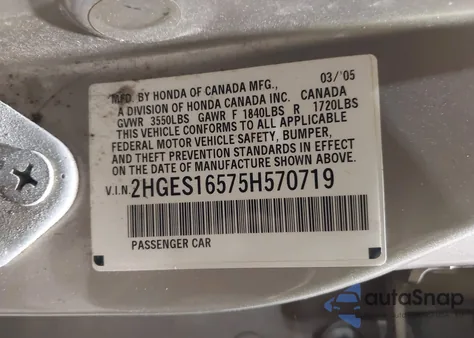 MFD. BY HONDA OF CANADA MFG., 03/'05
A DIVISION OF HONDA CANADA INC. CANADA
GVWR 3550LBS GAWR F 1840LBS R 1720LBS
THIS VEHICLE CONFORMS TO ALL APPLICABLE
FEDERAL MOTOR VEHICLE SAFETY, BUMPER,
AND THEFT PREVENTION STANDARDS IN EFFECT
ON THE DATE OF MANUFACTURE SHOWN ABOVE.
V.I.N. 2HGES16575H570719
PASSENGER CAR
autoSnap